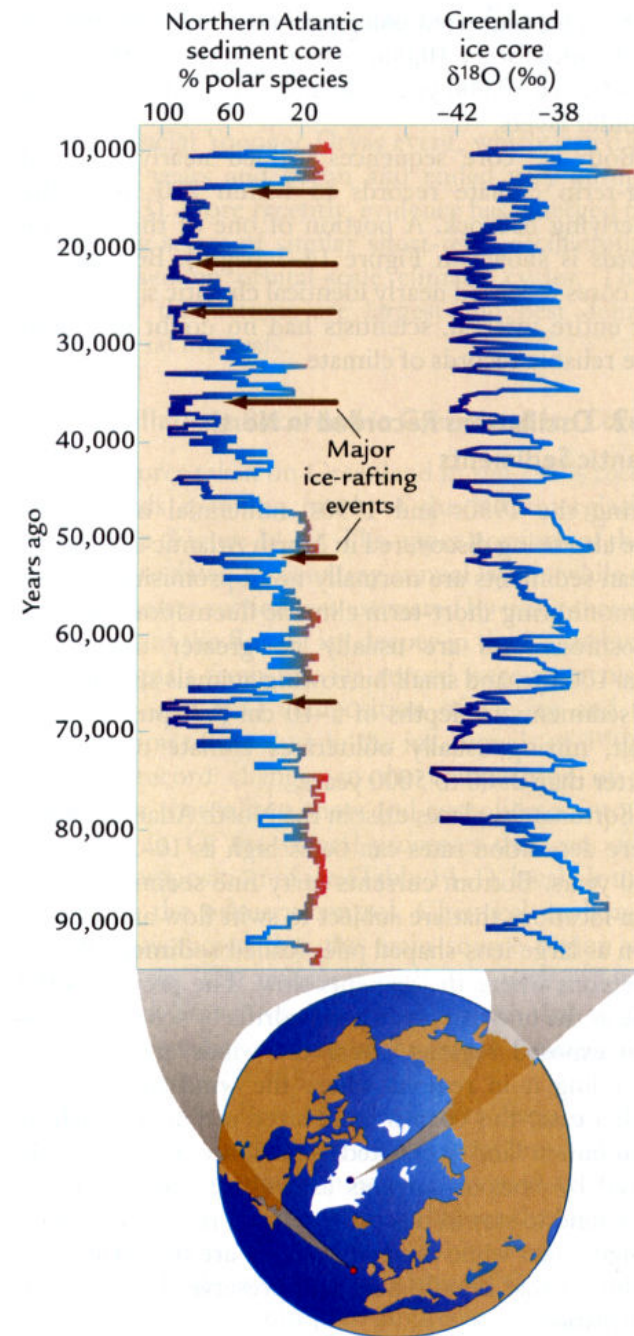 Northern Atlantic
sediment core
% polar species
Greenland
ice core
δ18O (‰)
100 60 20
−42 −38
10,000
20,000
30,000
40,000
50,000
60,000
70,000
80,000
90,000
Years ago
Major
ice-rafting
events